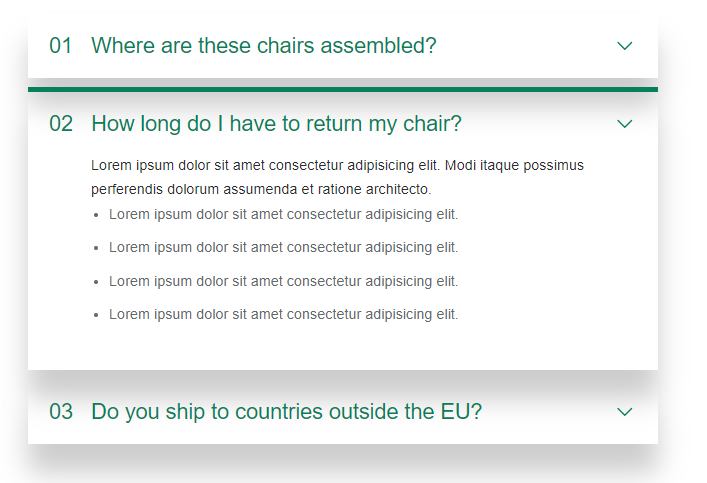 01 Where are these chairs assembled?
02 How long do I have to return my chair?
Lorem ipsum dolor sit amet consectetur adipisicing elit. Modi itaque possimus
perferendis dolorum assumenda et ratione architecto.
• Lorem ipsum dolor sit amet consectetur adipisicing elit.
• Lorem ipsum dolor sit amet consectetur adipisicing elit.
• Lorem ipsum dolor sit amet consectetur adipisicing elit.
• Lorem ipsum dolor sit amet consectetur adipisicing elit.
03 Do you ship to countries outside the EU?